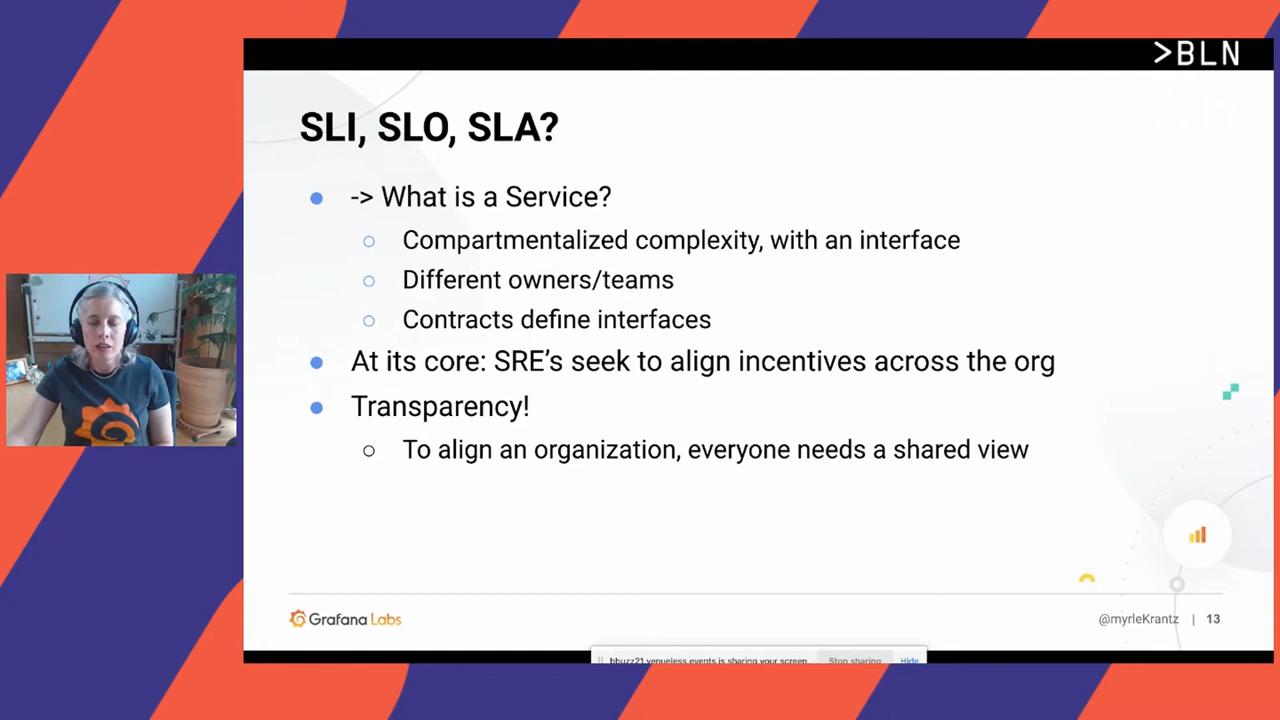 >BLN
SLI, SLO, SLA?
-> What is a Service?
Compartmentalized complexity, with an interface
Different owners/teams
Contracts define interfaces
At its core: SRE's seek to align incentives across the org
Transparency!
To align an organization, everyone needs a shared view
Grafana Labs
@myrleKrantz | 13
bbuzz21.venueless.events is sharing your screen. Stop sharing Hide